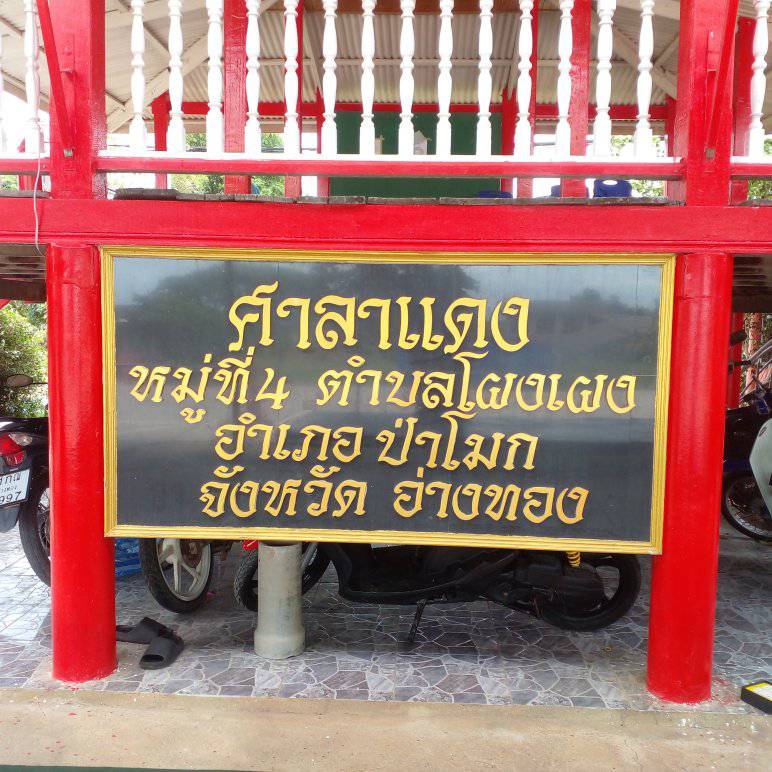 ศาลาแดง
หมู่ที่ 4 ตำบลโผงเผง
อำเภอ ป่าโมก
จังหวัด อ่างทอง
997